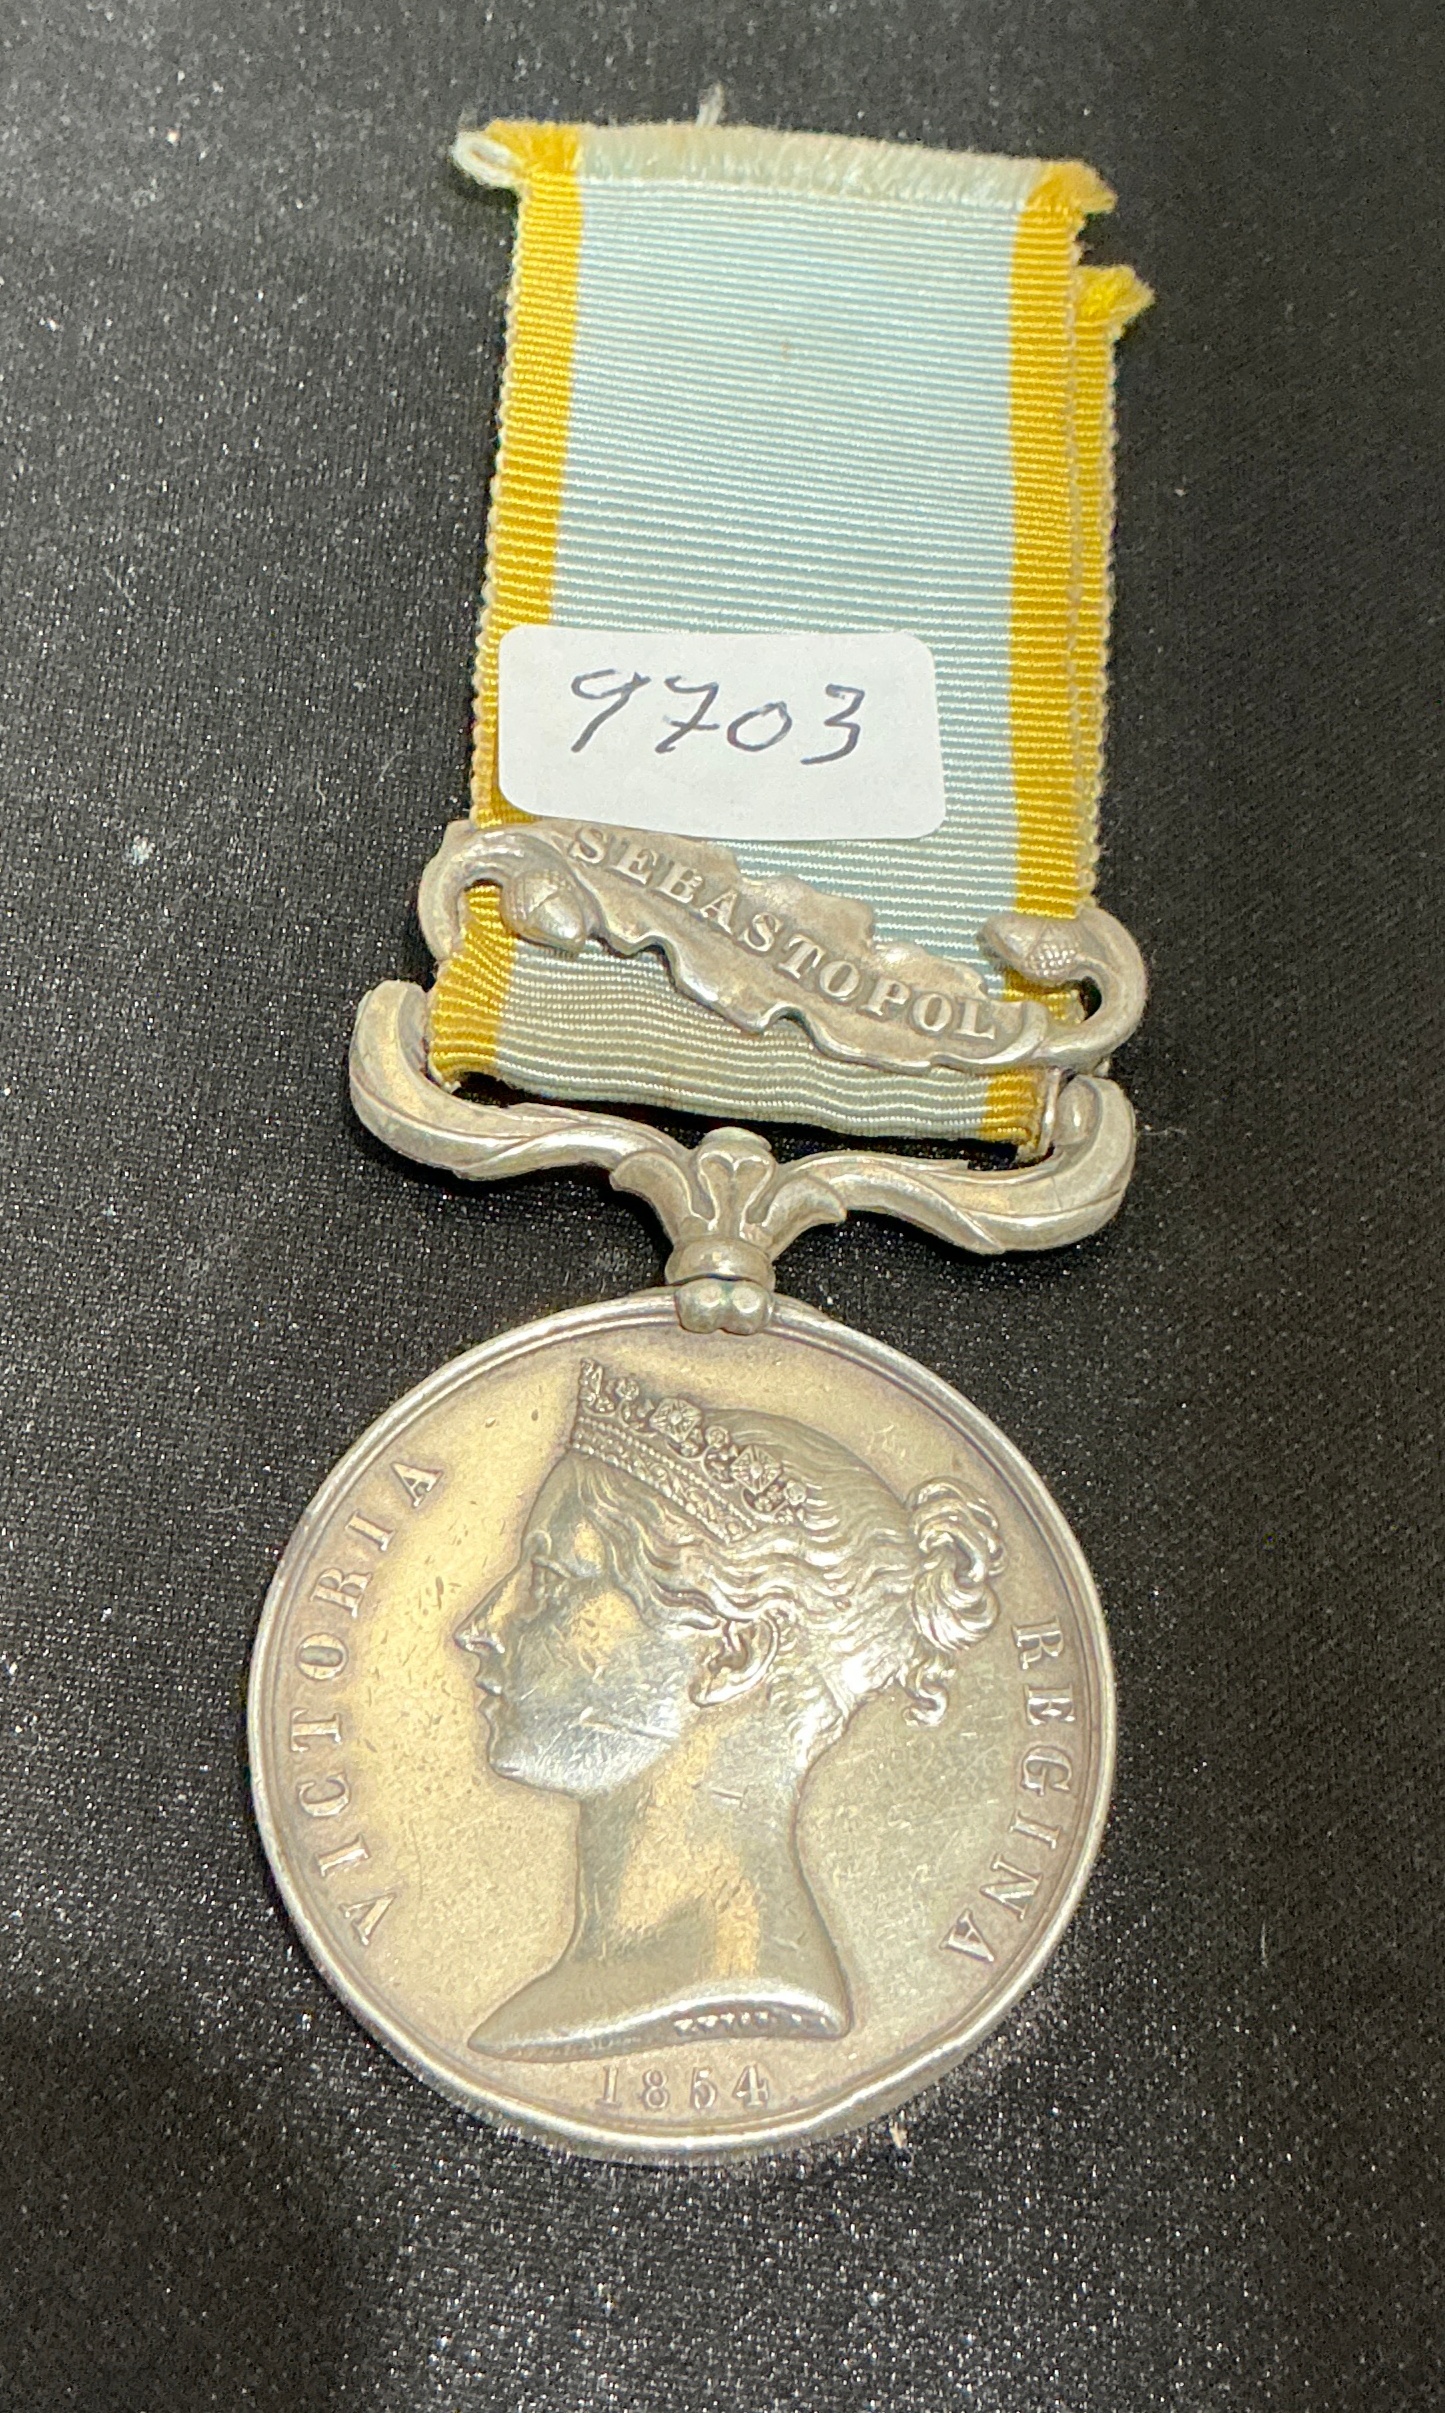 9703
SEBASTOPOL
VICTORIA REGINA
1854